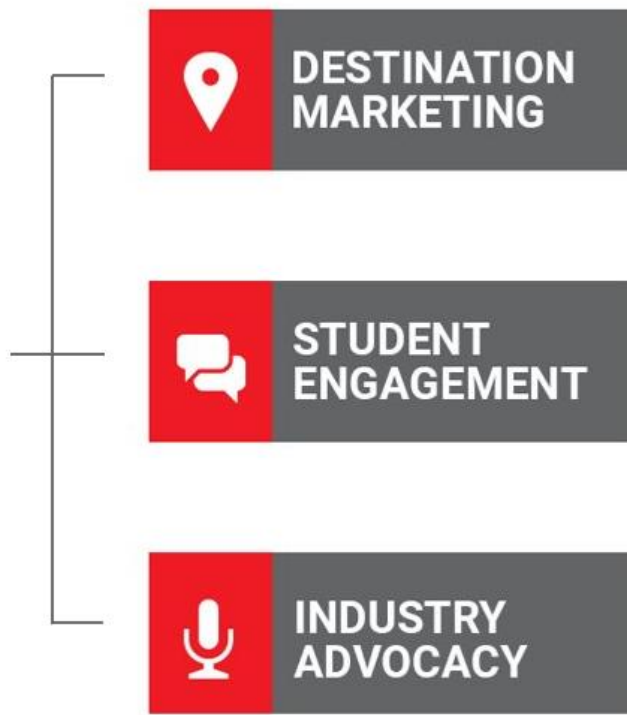 DESTINATION
MARKETING
STUDENT
ENGAGEMENT
INDUSTRY
ADVOCACY